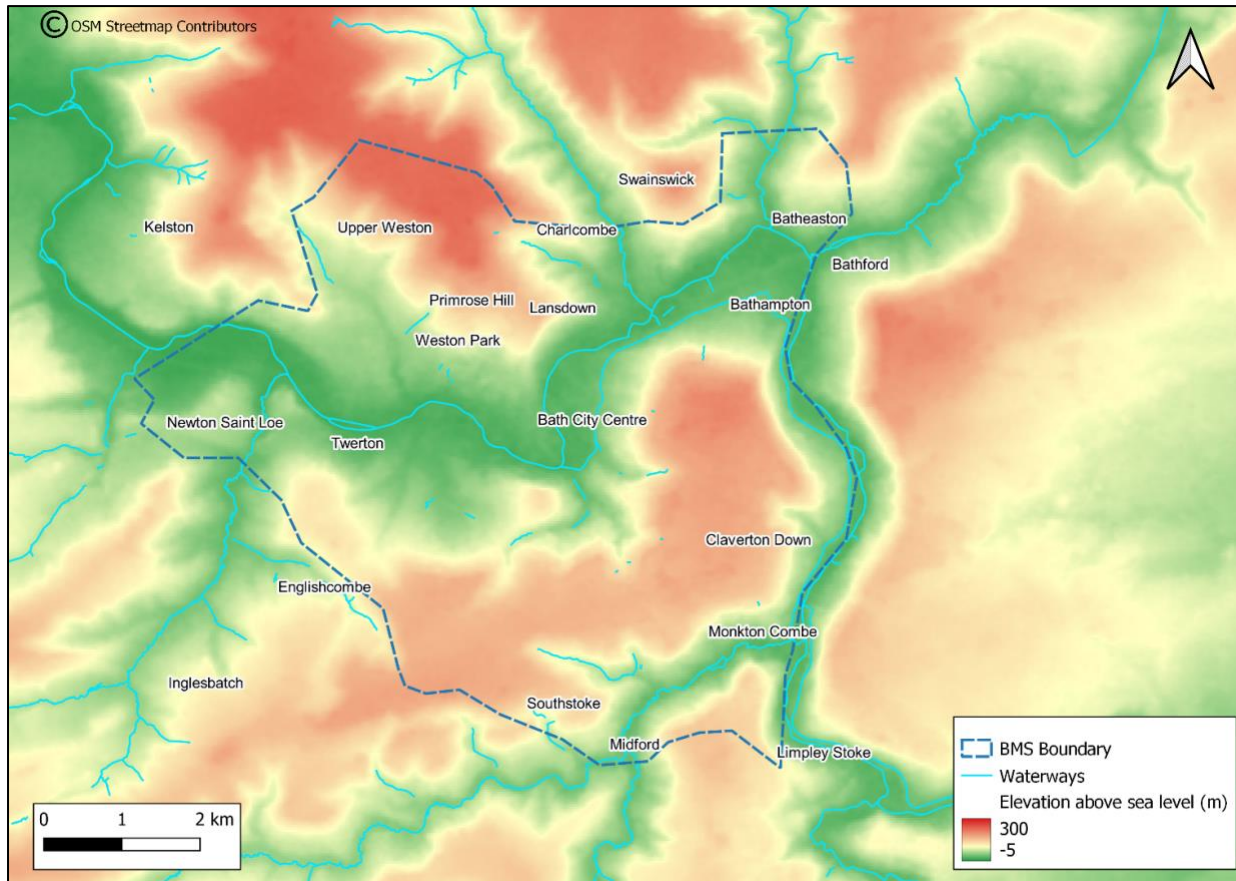 © OSM Streetmap Contributors
Swainswick
Kelston
Upper Weston
Charlcombe
Batheaston
Bathford
Primrose Hill
Lansdown
Bathampton
Weston Park
Newton Saint Loe
Twerton
Bath City Centre
Claverton Down
Englishcombe
Monkton Combe
Inglesbatch
Southstoke
Midford
Limpley Stoke
BMS Boundary
Waterways
Elevation above sea level (m)
300
-5
0 1 2 km